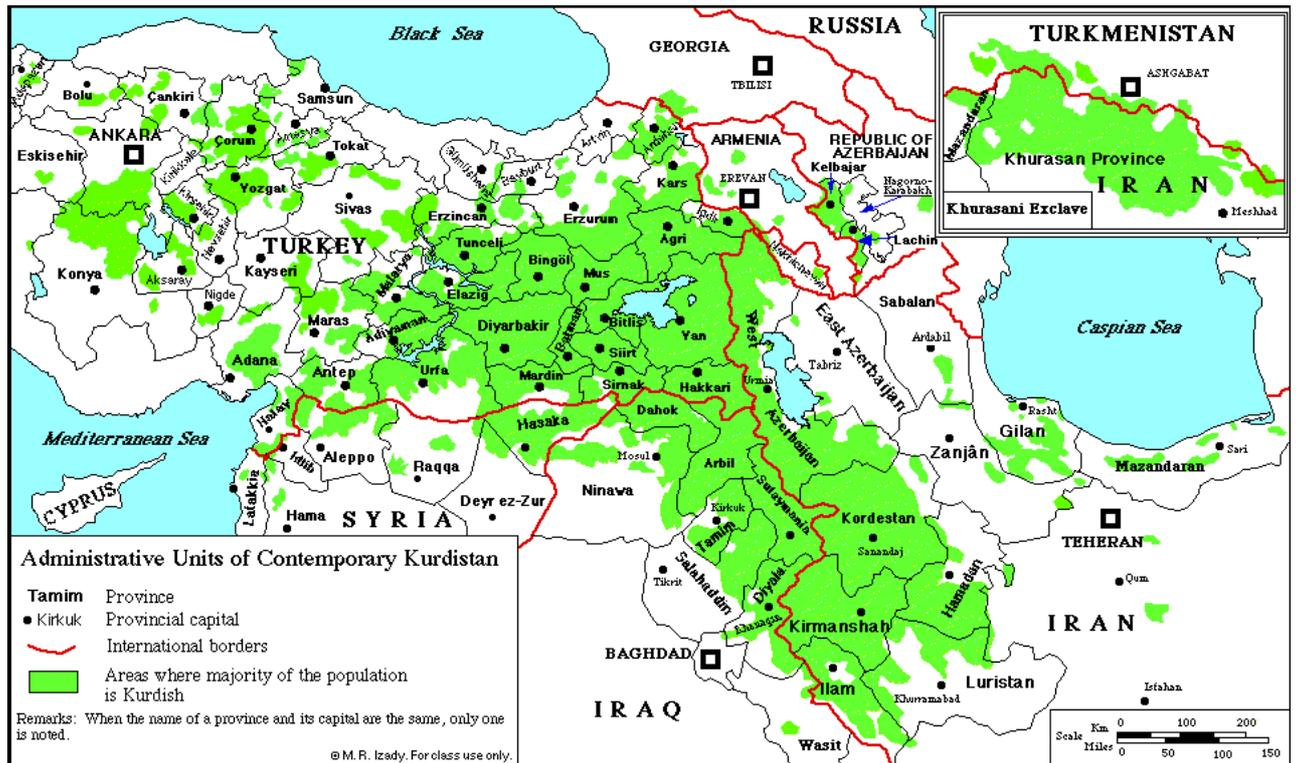 Black Sea
RUSSIA
GEORGIA
TBILISI
TURKMENISTAN
ASHGABAT
Mazandaran
Khurasan Province
IRAN
Meshhad
Khurasani Exclave
Bolu
Çankiri
Samsun
ANKARA
Çorum
Amasya
Tokat
Eskisehir
Kirikkale
Yozgat
Sivas
Kirsehir
Nevsehir
Gümüshane
Bayburt
Artvin
Ardahan
Kars
ARMENIA
EREVAN
REPUBLIC OF
AZERBAIJAN
Kelbajar
Nagorno-
Karabakh
Lachin
Erzincan
Erzurum
Igdir
Agri
Nakhichevan
TURKEY
Tunceli
Bingöl
Mus
Konya
Aksaray
Kayseri
Nigde
Malatya
Elazig
Maras
Adiyaman
Diyarbakir
Batman
Bitlis
Siirt
Yan
West
Azerbaijan
East Azerbaijan
Sabalan
Ardabil
Tabriz
Urmia
Caspian Sea
Adana
Antep
Urfa
Mardin
Sirnak
Hakkari
Hatay
Dahok
Hasaka
Mediterranean Sea
Idlib
Aleppo
Raqqa
Mosul
Arbil
Ninawa
Rasht
Gilan
Zanjân
Mazandaran
Sari
CYPRUS
Latakkia
Hama
SYRIA
Deyr ez-Zur
Kirkuk
Tamim
Sulaymania
Kordestan
Sanandaj
TEHERAN
Tikrit
Salahaddin
Diyala
Khanaqin
Hamadan
Qum
IRAN
Kirmanshah
BAGHDAD
IRAQ
Ilam
Khurramabad
Luristan
Isfahan
Wasit
Administrative Units of Contemporary Kurdistan
Tamim Province
Kirkuk Provincial capital
International borders
Areas where majority of the population
is Kurdish
Remarks: When the name of a province and its capital are the same, only one
is noted.
© M. R. Izady. For class use only.
Scale Km 0 100 200
Miles 0 50 100 150